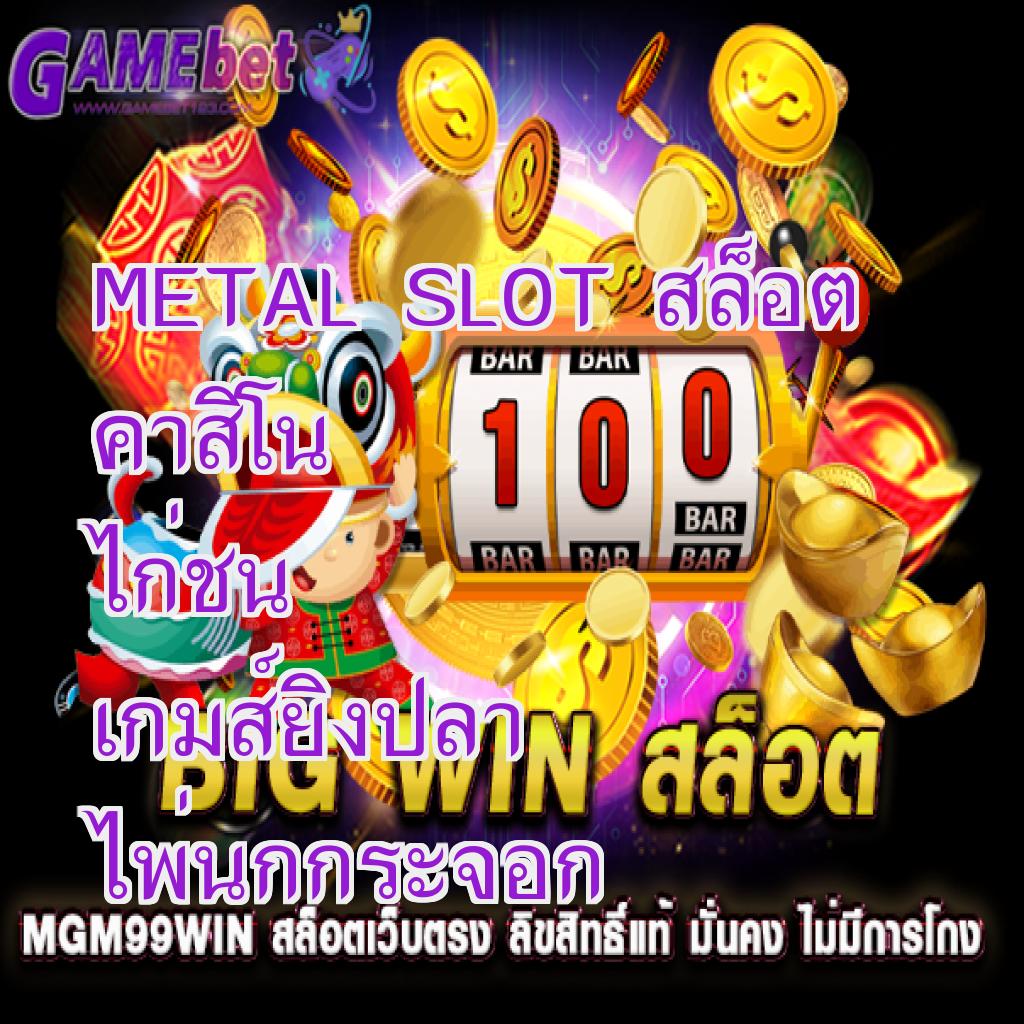 GAMEbet
METAL SLOT สล็อต
BAR BAR
คาสิโน
100
BAR
ไก่ชน
BAR BAR BAR
เกมส์ยิงปลา
BIG WIN สล็อต
ไพ่นกกระจอก
MGM99WIN สล็อตเว็บตรง ลิขสิทธิ์แท้ มั่นคง ไม่มีการโกง